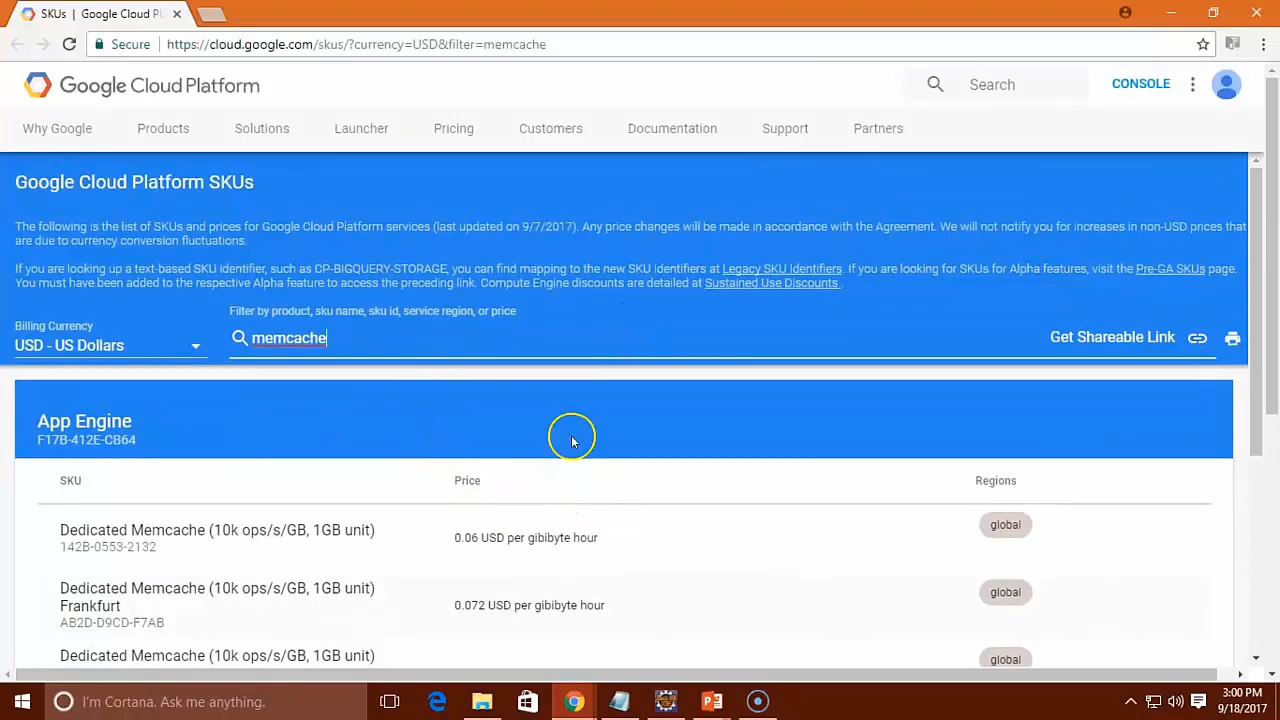 SKUs | Google Cloud Platform
Secure
https://cloud.google.com/skus/?currency=USD&filter=memcache
Google Cloud Platform
Search
CONSOLE
Why Google
Products
Solutions
Launcher
Pricing
Customers
Documentation
Support
Partners
Google Cloud Platform SKUs
The following is the list of SKUs and prices for Google Cloud Platform services (last updated on 9/7/2017). Any price changes will be made in accordance with the Agreement. We will not notify you for increases in non-USD prices that
are due to currency conversion fluctuations.
If you are looking up a text-based SKU identifier, such as CP-BIGQUERY-STORAGE, you can find mapping to the new SKU Identifiers at Legacy SKU Identifiers. If you are looking for SKUs for Alpha features, visit the Pre-GA SKUs page.
You must have been added to the respective Alpha feature to access the preceding link. Compute Engine discounts are detailed at Sustained Use Discounts .
Filter by product, sku name, sku id, service region, or price
Billing Currency
USD - US Dollars
memcache
Get Shareable Link
App Engine
F17B-412E-CB64
SKU
Price
Regions
Dedicated Memcache (10k ops/s/GB, 1GB unit)
142B-0553-2132
0.06 USD per gibibyte hour
global
Dedicated Memcache (10k ops/s/GB, 1GB unit)
Frankfurt
AB2D-D9CD-F7AB
0.072 USD per gibibyte hour
global
Dedicated Memcache (10k ops/s/GB, 1GB unit)
global
I'm Cortana. Ask me anything.
3:00 PM
9/18/2017